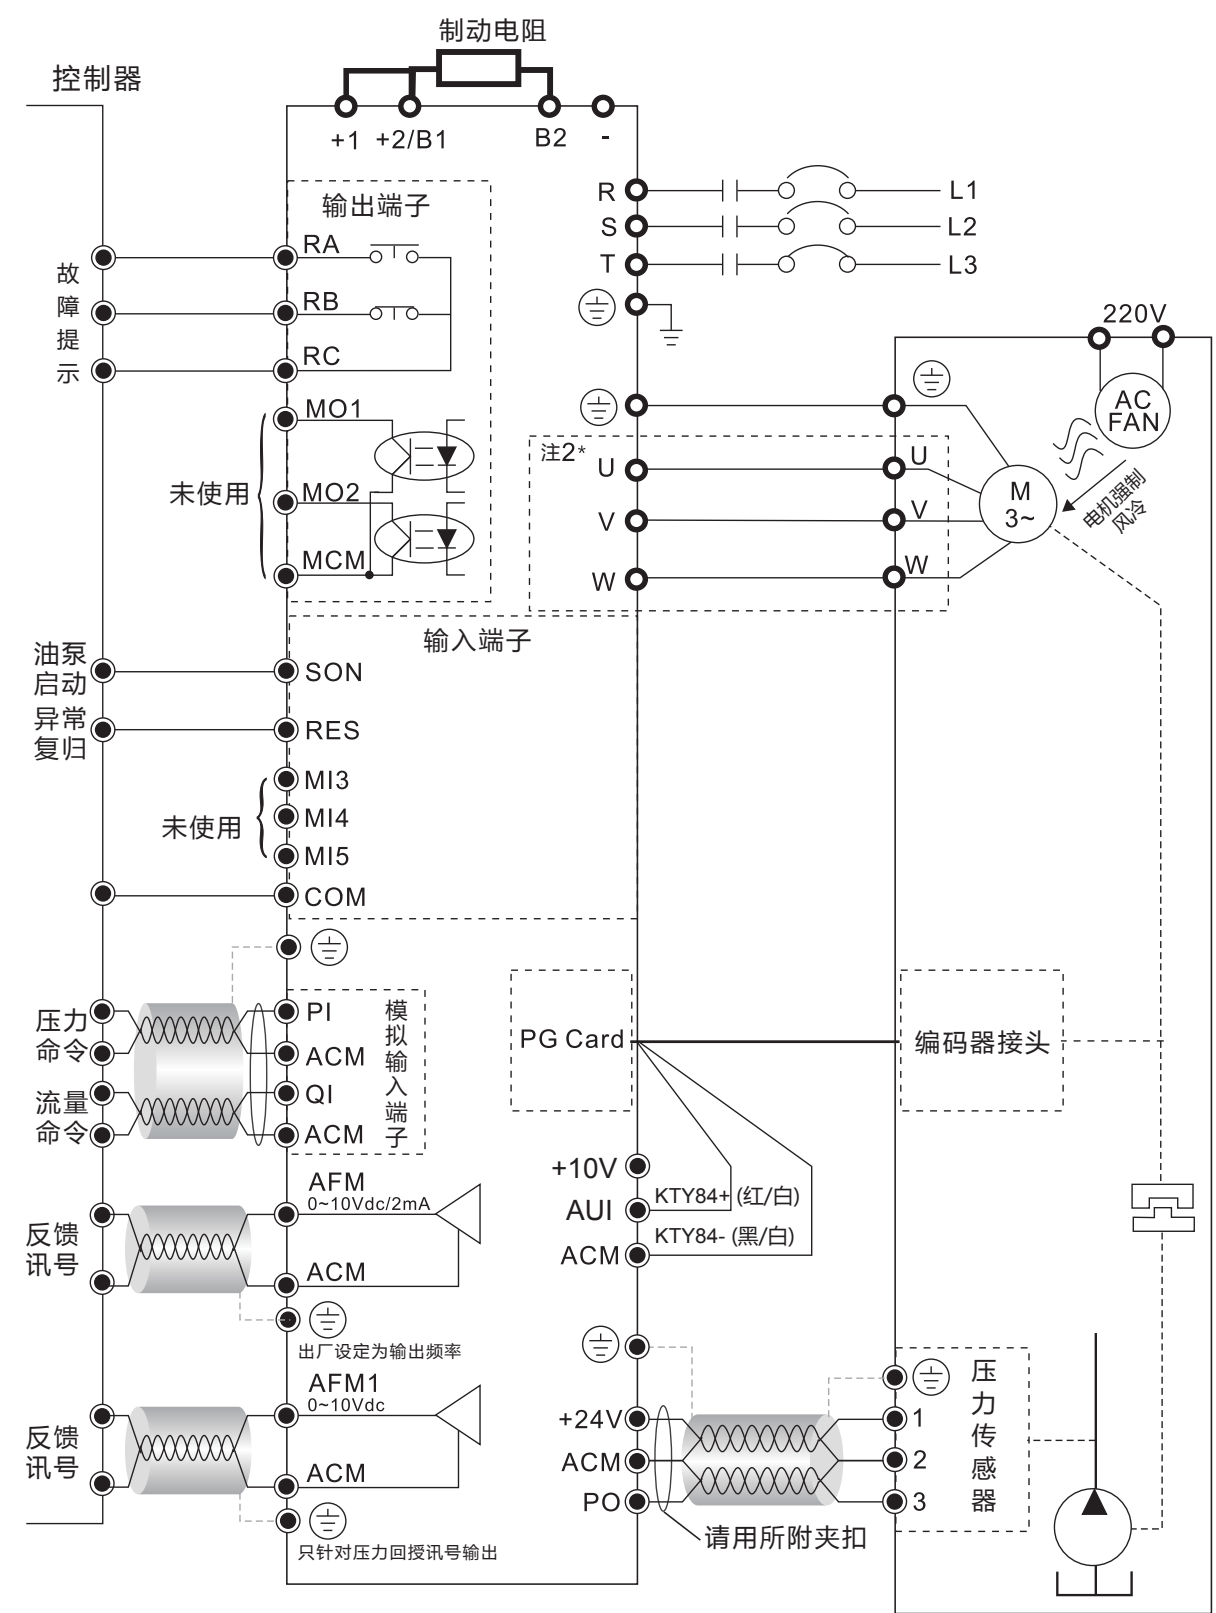 制动电阻
控制器
+1
+2/B1
B2
-
输出端子
R
L1
S
L2
T
L3
RA
故
障
提
示
RB
RC
220V
AC
FAN
MO1
注2*
U
U
M
3~
电机强制
风冷
未使用
MO2
V
V
MCM
W
W
输入端子
油泵
启动
SON
异常
复归
RES
MI3
未使用
MI4
MI5
COM
压力
命令
PI
ACM
模
拟
输
入
端
子
流量
命令
QI
ACM
PG Card
编码器接头
+10V
AUI
KTY84+ (红/白)
ACM
KTY84- (黑/白)
反馈
讯号
AFM
0~10Vdc/2mA
ACM
出厂设定为输出频率
反馈
讯号
AFM1
0~10Vdc
ACM
只针对压力回授讯号输出
+24V
ACM
PO
1
2
3
压
力
传
感
器
请用所附夹扣